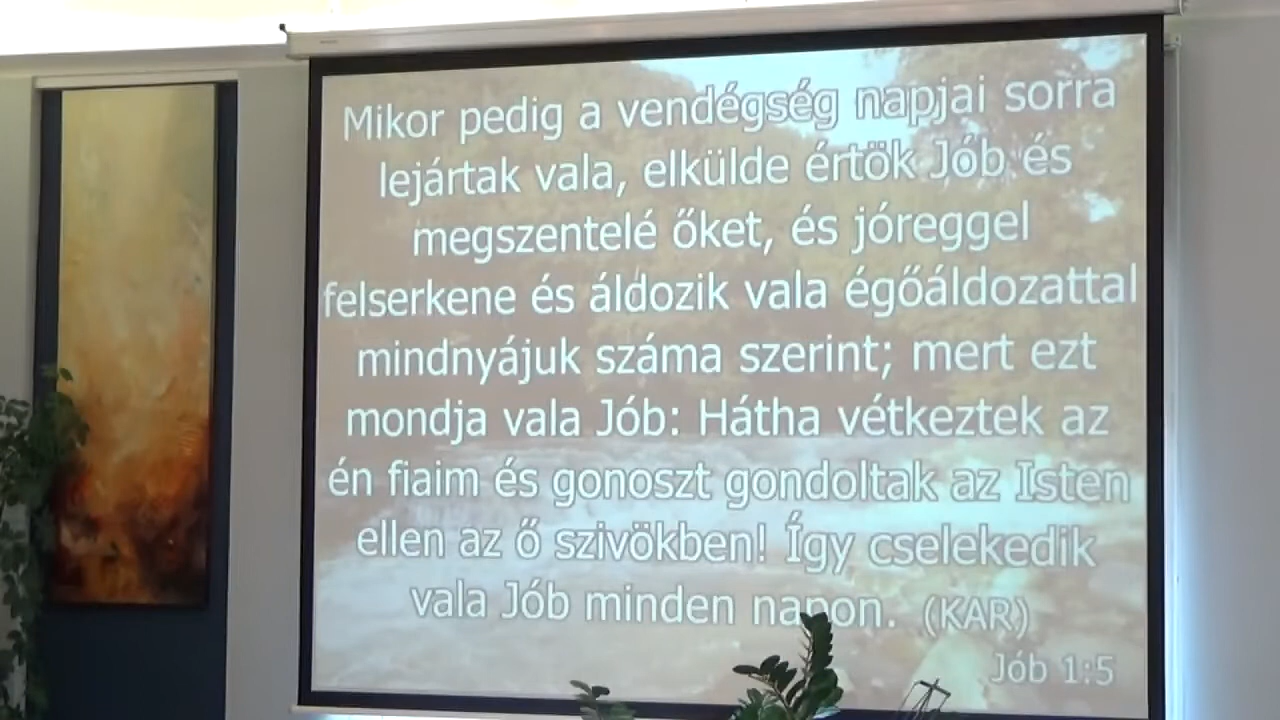 Mikor pedig a vendégség napjai sorra
lejártak vala, elkülde értök Jób és
megszentelé őket, és jóreggel
felserkene és áldozik vala égőáldozattal
mindnyájuk száma szerint; mert ezt
mondja vala Jób: Hátha vétkeztek az
én fiaim és gonoszt gondoltak az Isten
ellen az ő szivökben! Így cselekedik
vala Jób minden napon. (KAR)
Jób 1:5